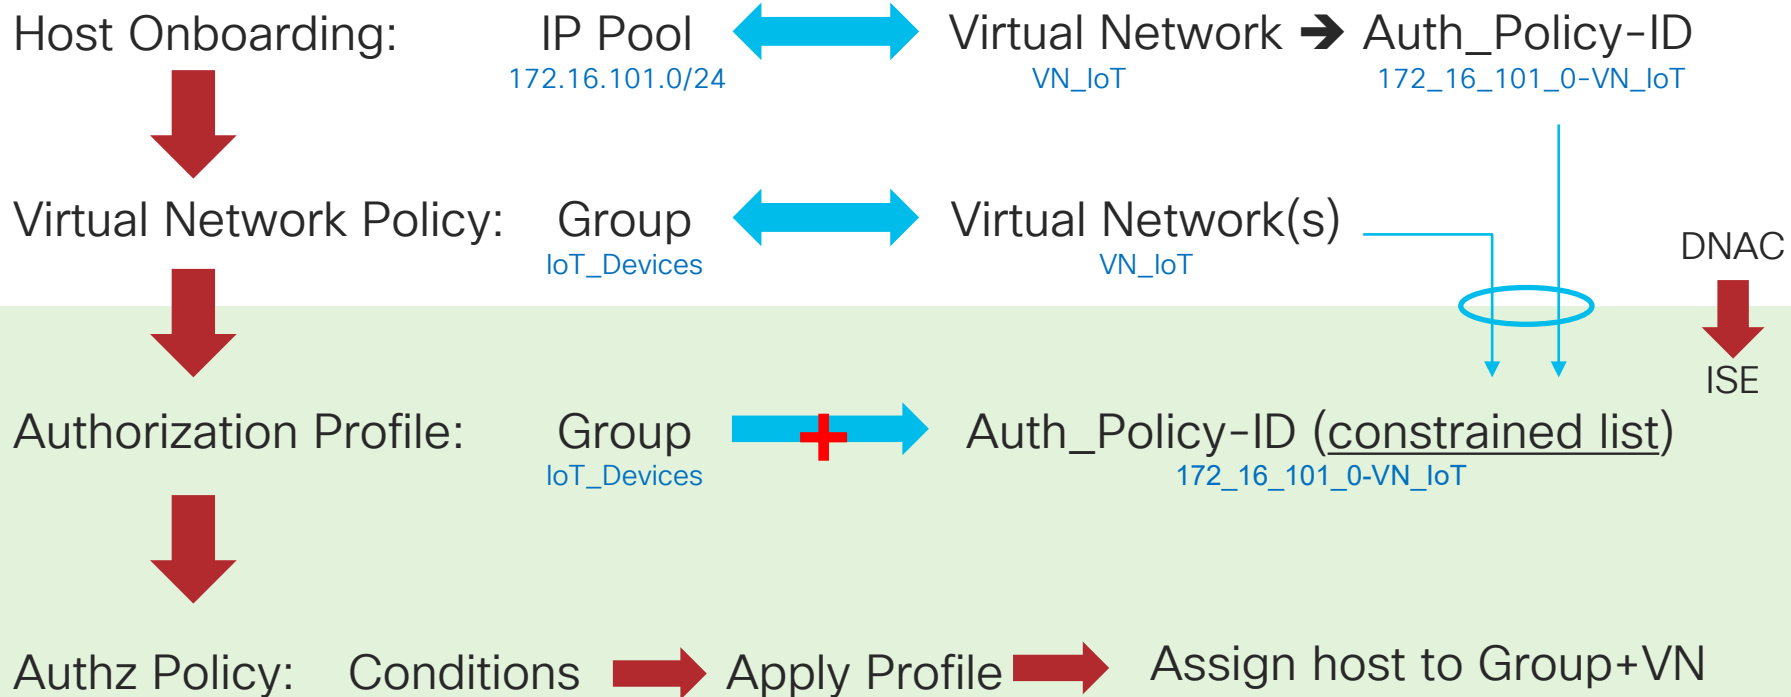 Host Onboarding: IP Pool Virtual Network ➔ Auth_Policy-ID
172.16.101.0/24 VN_IoT 172_16_101_0-VN_IoT
Virtual Network Policy: Group Virtual Network(s)
IoT_Devices VN_IoT
DNAC
ISE
Authorization Profile: Group + Auth_Policy-ID (constrained list)
IoT_Devices 172_16_101_0-VN_IoT
Authz Policy: Conditions Apply Profile Assign host to Group+VN